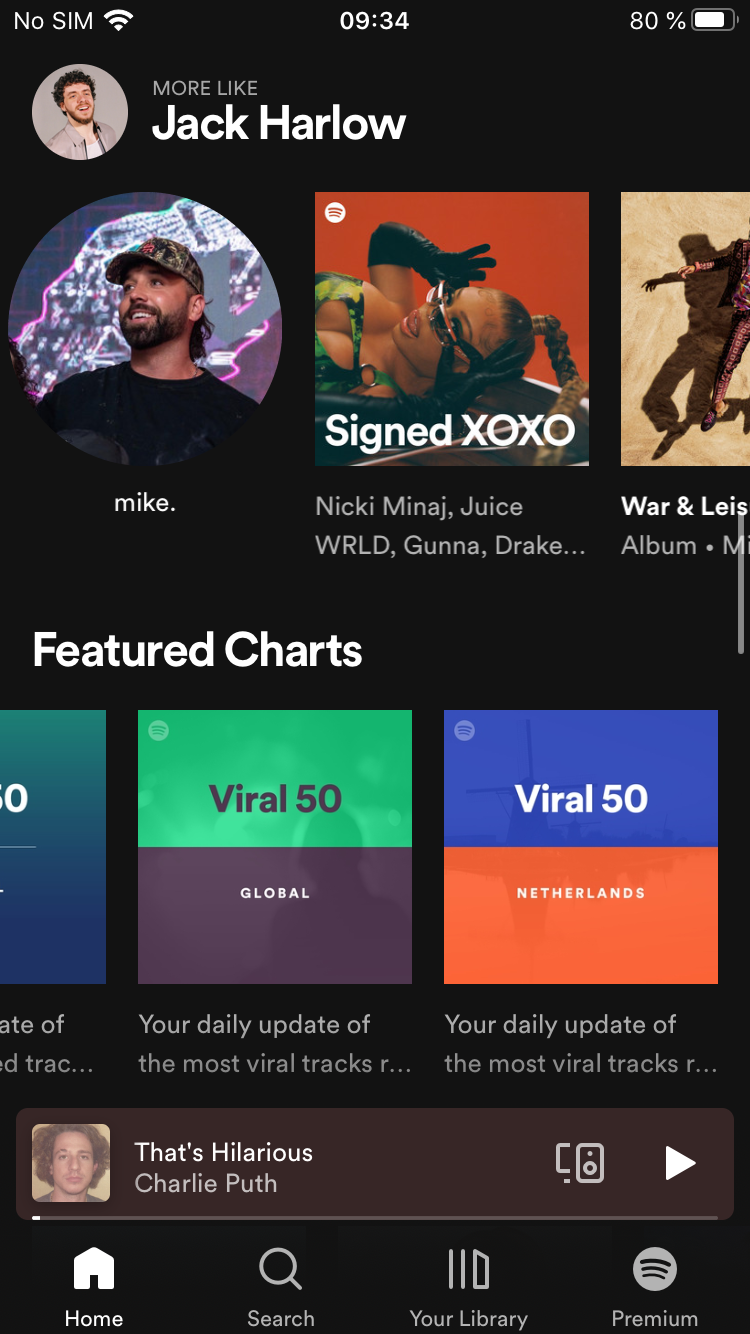 No SIM 09:34 80 %
MORE LIKE
Jack Harlow
Signed XOXO
mike.
Nicki Minaj, Juice
WRLD, Gunna, Drake...
War & Leis
Album • Mi
Featured Charts
50
Viral 50
GLOBAL
Viral 50
NETHERLANDS
ate of
ed trac...
Your daily update of
the most viral tracks r...
Your daily update of
the most viral tracks r...
That's Hilarious
Charlie Puth
Home
Search
Your Library
Premium